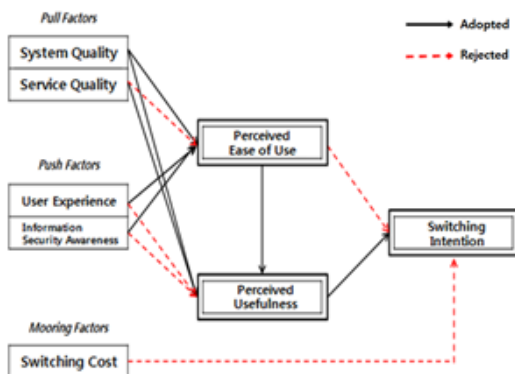 Pull Factors
System Quality
Service Quality
Adopted
Rejected
Perceived
Ease of Use
Push Factors
User Experience
Information
Security Awareness
Switching
Intention
Perceived
Usefulness
Mooring Factors
Switching Cost